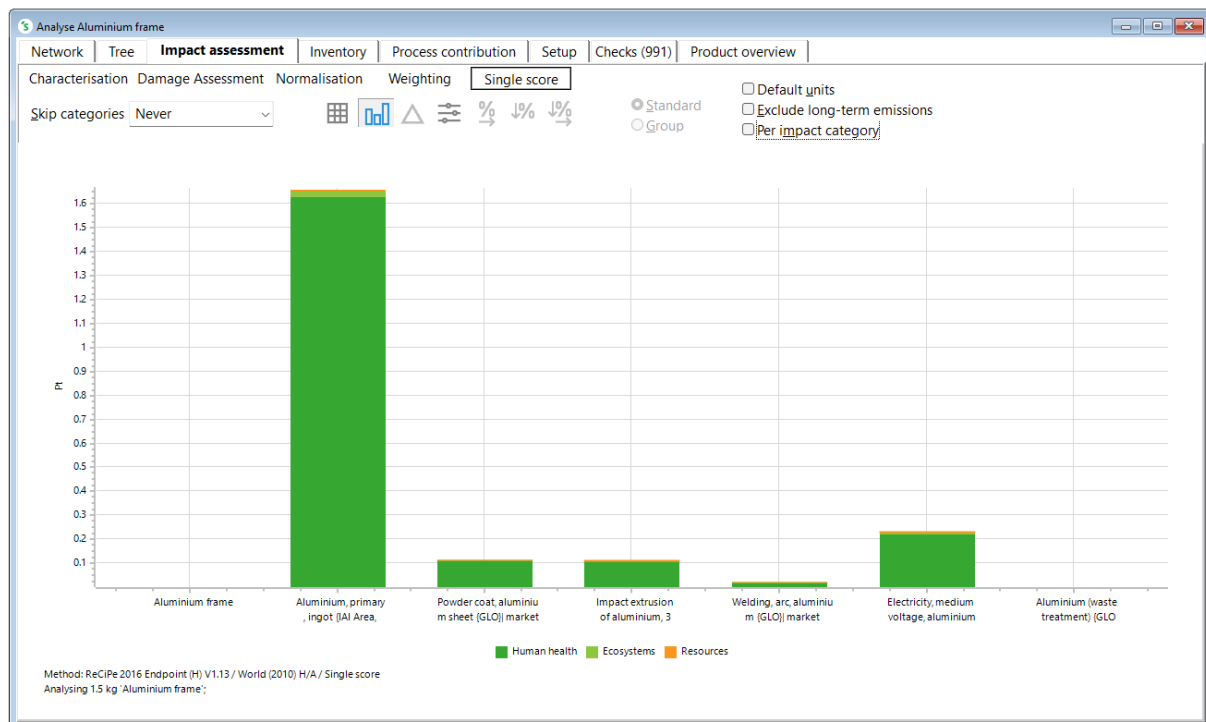 Analyse Aluminium frame
Network Tree Impact assessment Inventory Process contribution Setup Checks (991) Product overview
Characterisation Damage Assessment Normalisation Weighting Single score
Skip categories Never
Standard
Group
Default units
Exclude long-term emissions
Per impact category
1.6
1.5
1.4
1.3
1.2
1.1
1
0.9
0.8
0.7
0.6
0.5
0.4
0.3
0.2
0.1
Pt
Aluminium frame
Aluminium, primary
, ingot {IAI Area,
Powder coat, aluminiu
m sheet {GLO}| market
Impact extrusion
of aluminium, 3
Welding, arc, aluminiu
m {GLO}| market
Electricity, medium
voltage, aluminium
Aluminium (waste
treatment) {GLO
Human health Ecosystems Resources
Method: ReCiPe 2016 Endpoint (H) V1.13 / World (2010) H/A / Single score
Analysing 1.5 kg 'Aluminium frame';